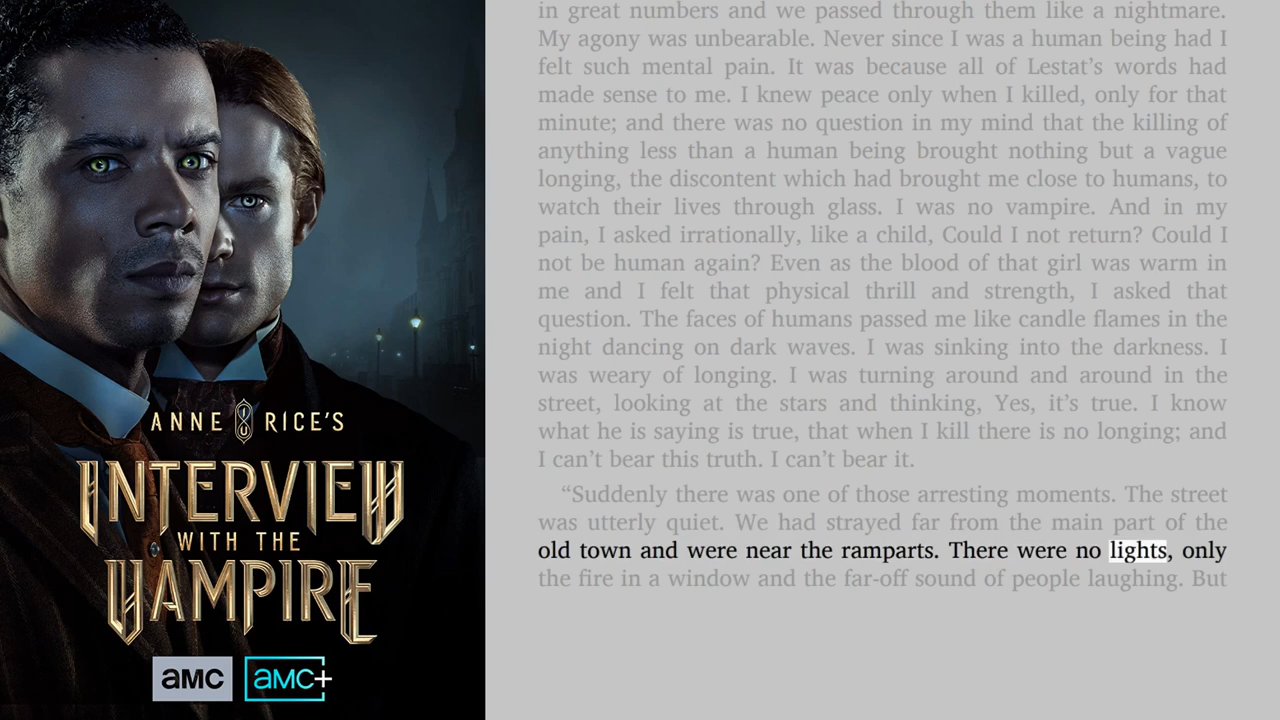 ANNE RICE'S
INTERVIEW
WITH THE
VAMPIRE
amc
amc+
in great numbers and we passed through them like a nightmare.
My agony was unbearable. Never since I was a human being had I
felt such mental pain. It was because all of Lestat’s words had
made sense to me. I knew peace only when I killed, only for that
minute; and there was no question in my mind that the killing of
anything less than a human being brought nothing but a vague
longing, the discontent which had brought me close to humans, to
watch their lives through glass. I was no vampire. And in my
pain, I asked irrationally, like a child, Could I not return? Could I
not be human again? Even as the blood of that girl was warm in
me and I felt that physical thrill and strength, I asked that
question. The faces of humans passed me like candle flames in the
night dancing on dark waves. I was sinking into the darkness. I
was weary of longing. I was turning around and around in the
street, looking at the stars and thinking, Yes, it’s true. I know
what he is saying is true, that when I kill there is no longing; and
I can’t bear this truth. I can’t bear it.
“Suddenly there was one of those arresting moments. The street
was utterly quiet. We had strayed far from the main part of the
old town and were near the ramparts. There were no lights, only
the fire in a window and the far-off sound of people laughing. But